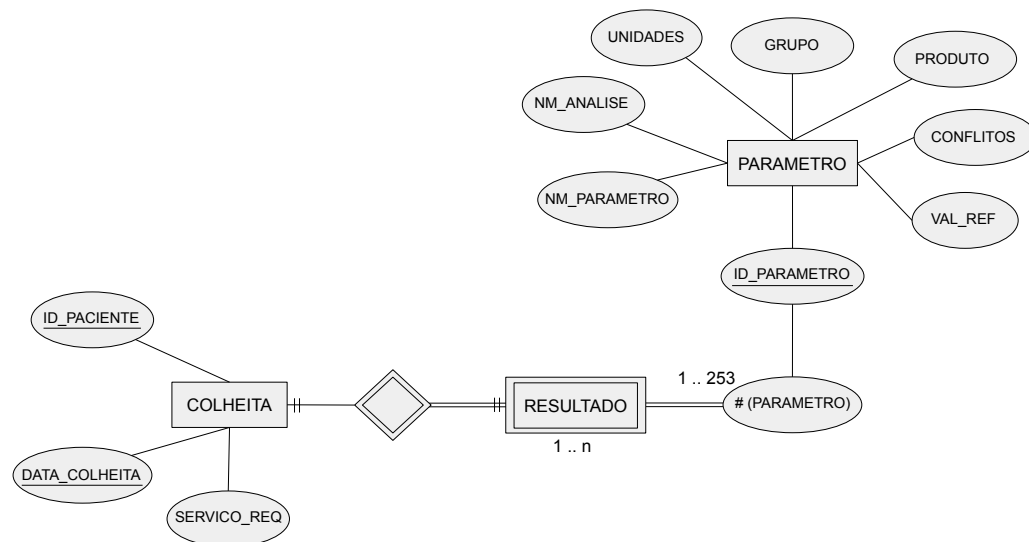 UNIDADES
GRUPO
PRODUTO
NM_ANALISE
CONFLITOS
PARAMETRO
NM_PARAMETRO
VAL_REF
ID_PARAMETRO
ID_PACIENTE
1 .. 253
COLHEITA
RESULTADO
# (PARAMETRO)
1 .. n
DATA_COLHEITA
SERVICO_REQ